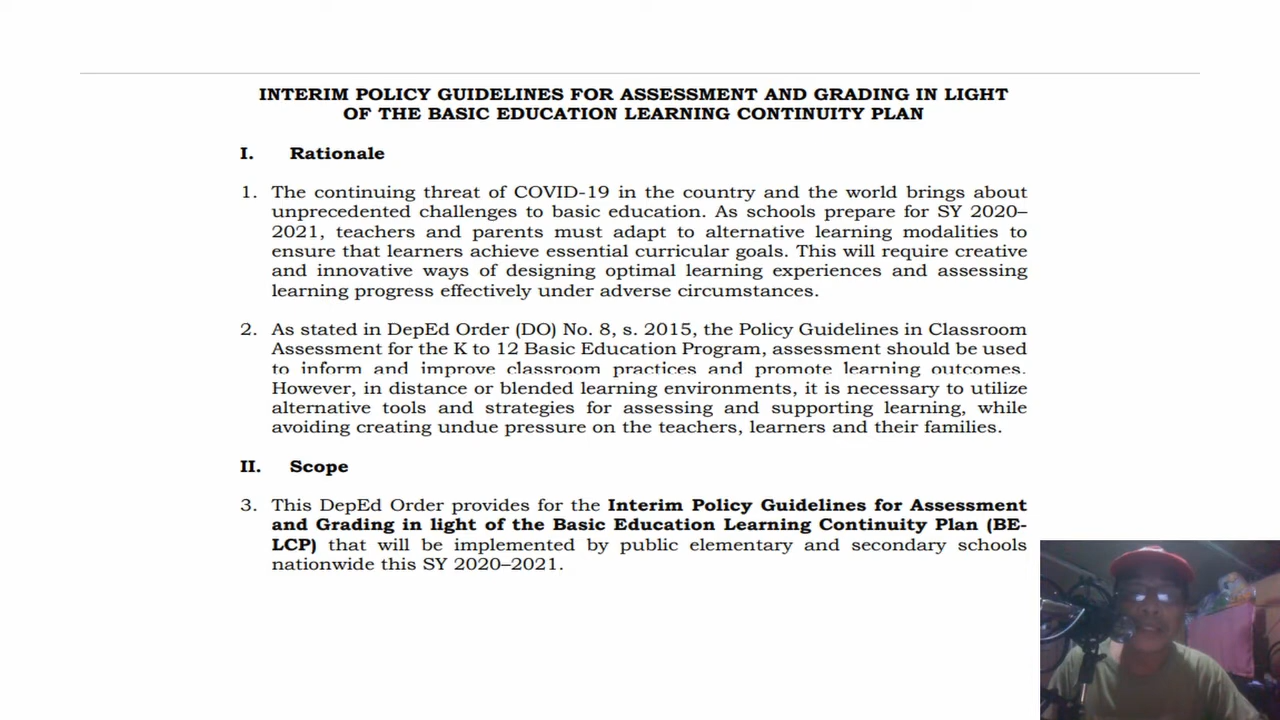 INTERIM POLICY GUIDELINES FOR ASSESSMENT AND GRADING IN LIGHT
OF THE BASIC EDUCATION LEARNING CONTINUITY PLAN
I. Rationale
1. The continuing threat of COVID-19 in the country and the world brings about
unprecedented challenges to basic education. As schools prepare for SY 2020–
2021, teachers and parents must adapt to alternative learning modalities to
ensure that learners achieve essential curricular goals. This will require creative
and innovative ways of designing optimal learning experiences and assessing
learning progress effectively under adverse circumstances.
2. As stated in DepEd Order (DO) No. 8, s. 2015, the Policy Guidelines in Classroom
Assessment for the K to 12 Basic Education Program, assessment should be used
to inform and improve classroom practices and promote learning outcomes.
However, in distance or blended learning environments, it is necessary to utilize
alternative tools and strategies for assessing and supporting learning, while
avoiding creating undue pressure on the teachers, learners and their families.
II. Scope
3. This DepEd Order provides for the Interim Policy Guidelines for Assessment
and Grading in light of the Basic Education Learning Continuity Plan (BE-
LCP) that will be implemented by public elementary and secondary schools
nationwide this SY 2020–2021.